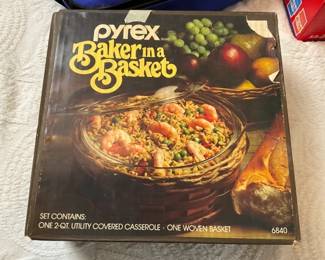 pyrex
Baker in a
Basket
SET CONTAINS:
ONE 2-QT. UTILITY COVERED CASSEROLE · ONE WOVEN BASKET
6840